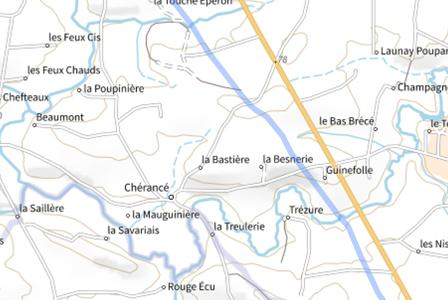 la Touche Éperon
les Feux Cis
78
Launay Poupar
les Feux Chauds
la Poupinière
Champagn
Chefteaux
Beaumont
le Bas Brécé
la Bastière
la Besnerie
Guinefolle
Chérancé
la Saillère
la Mauguinière
Trézure
la Savariais
la Treulerie
les Nis
Rouge Écu